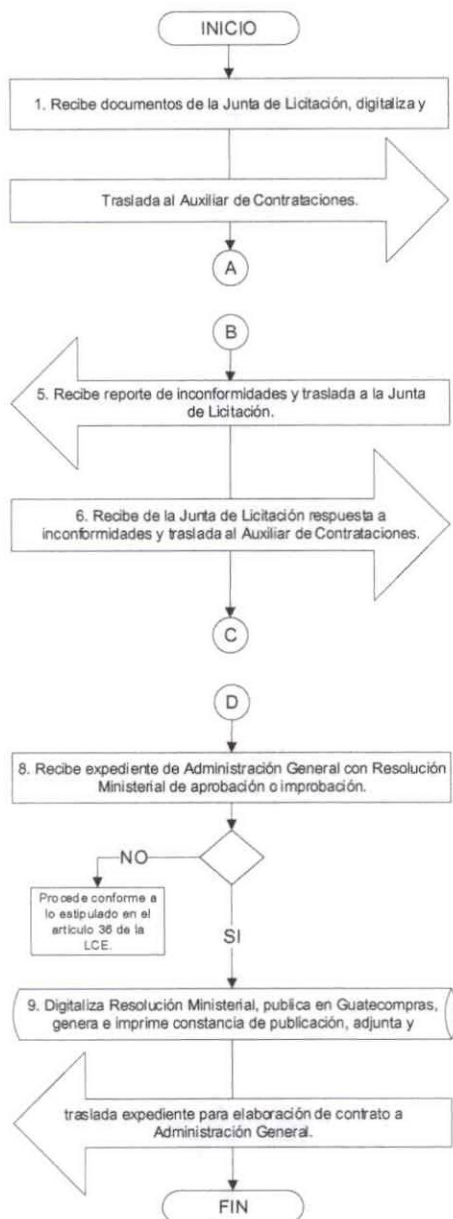 INICIO
1. Recibe documentos de la Junta de Licitación, digitaliza y
Traslada al Auxiliar de Contrataciones.
A
B
5. Recibe reporte de inconformidades y traslada a la Junta
de Licitación.
6. Recibe de la Junta de Licitación respuesta a
inconformidades y traslada al Auxiliar de Contrataciones.
C
D
8. Recibe expediente de Administración General con Resolución
Ministerial de aprobación o improbación.
NO
Procede conforme a
lo estipulado en el
artículo 36 de la
LCE.
SI
9. Digitaliza Resolución Ministerial, publica en Guatecompras,
genera e imprime constancia de publicación, adjunta y
traslada expediente para elaboración de contrato a
Administración General.
FIN